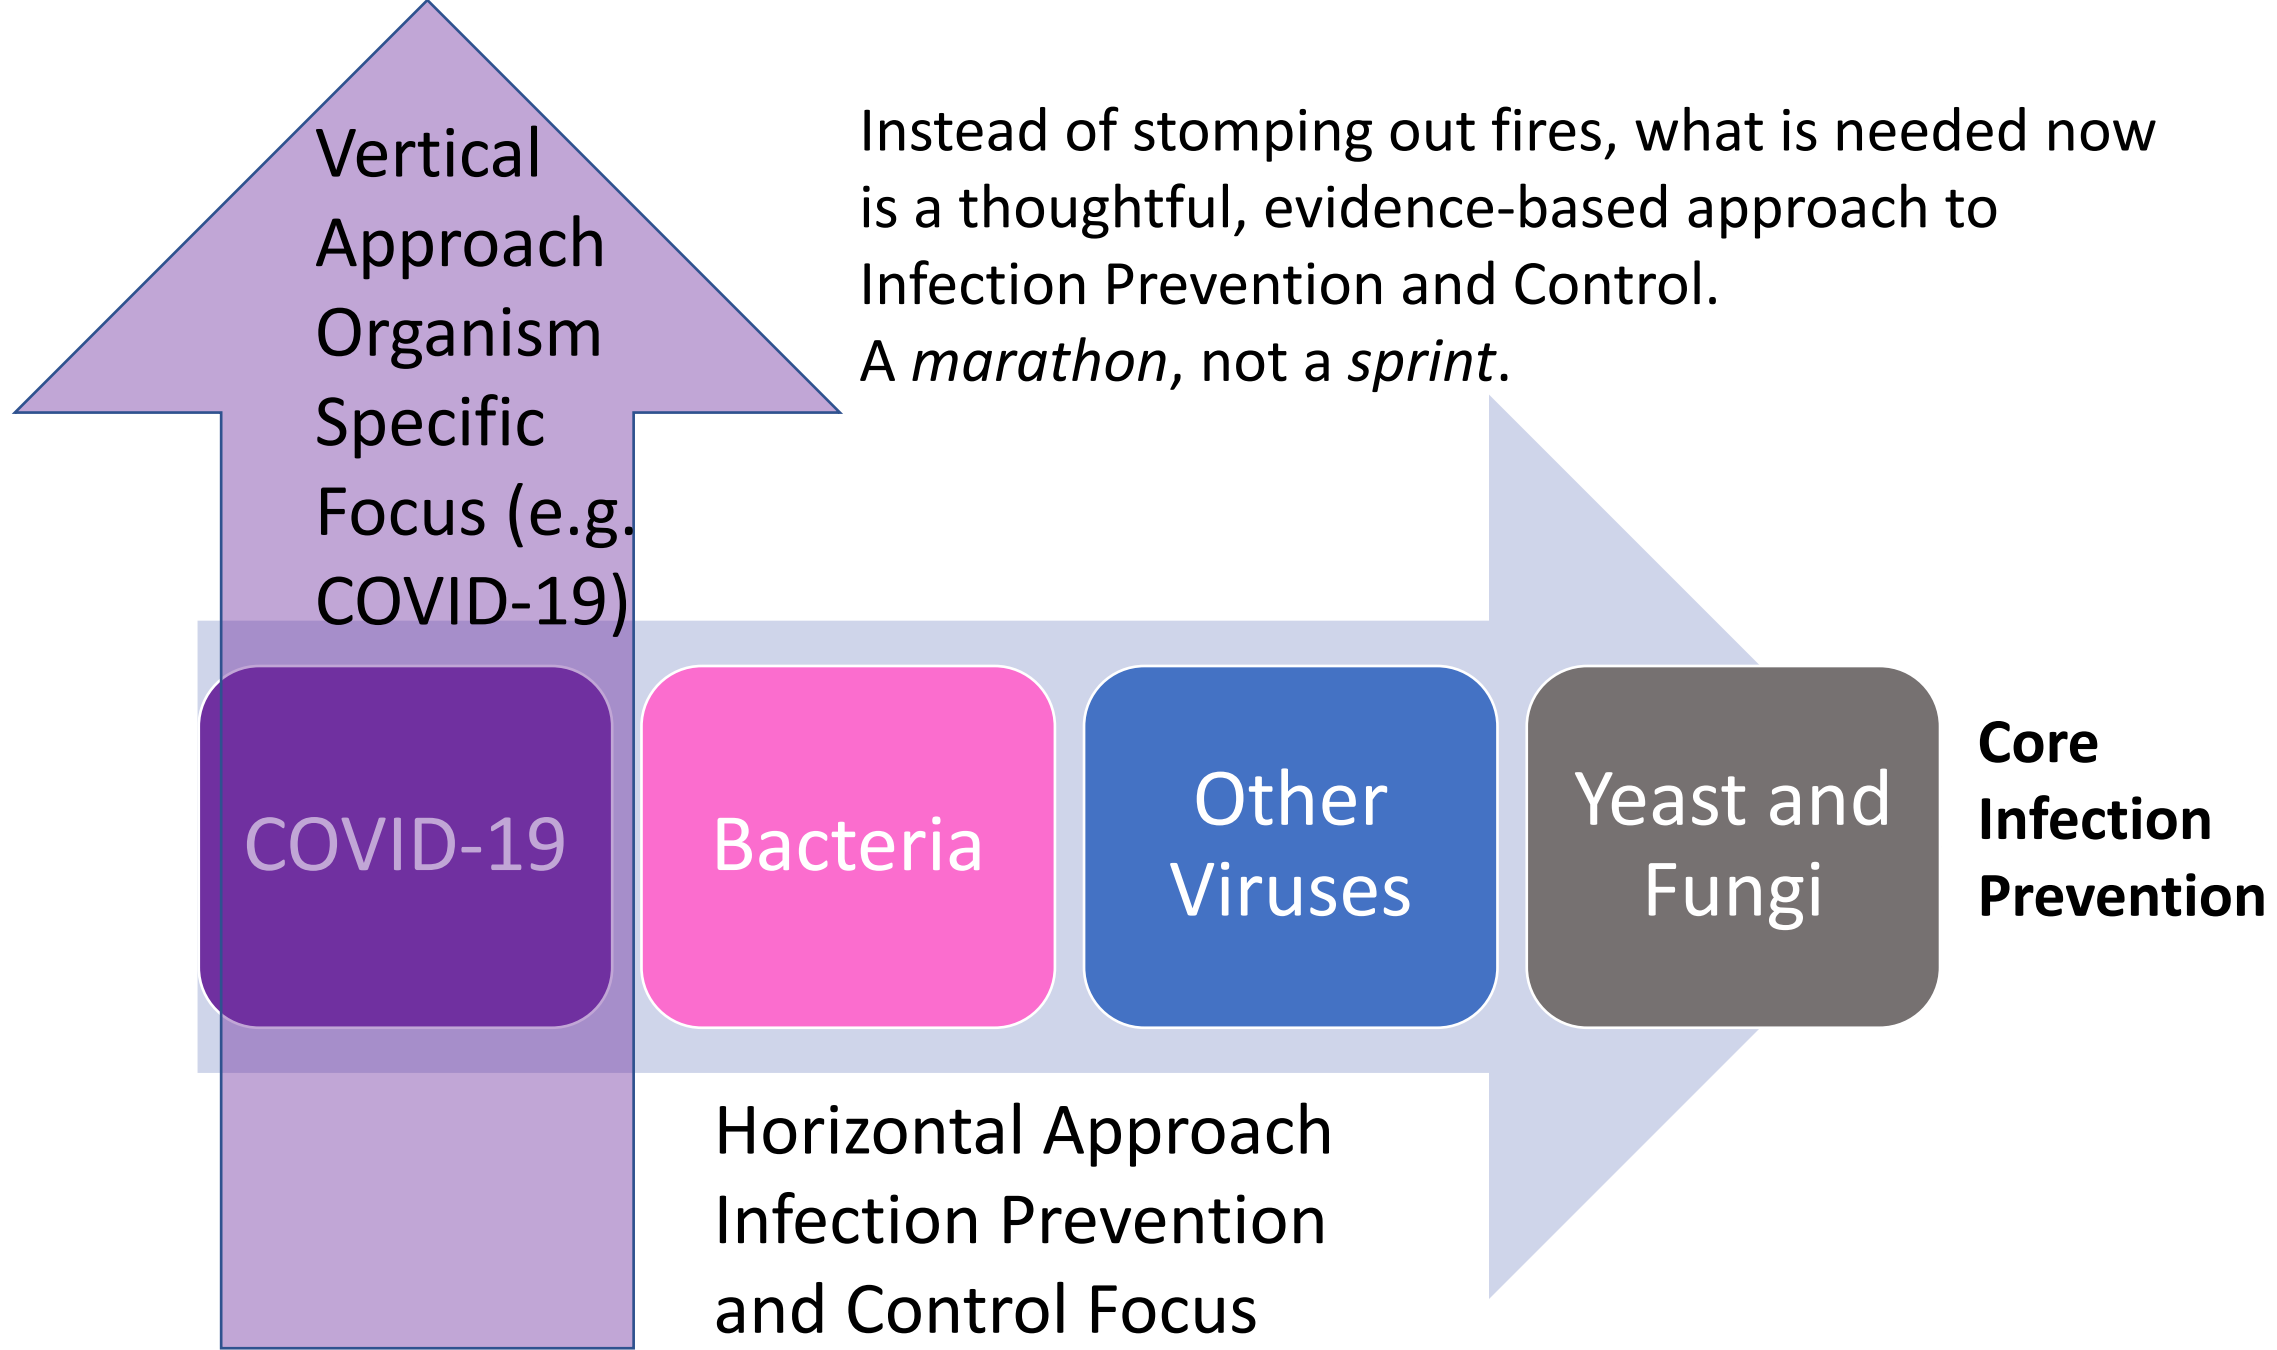 Vertical
Approach
Organism
Specific
Focus (e.g.
COVID-19)
Instead of stomping out fires, what is needed now
is a thoughtful, evidence-based approach to
Infection Prevention and Control.
A marathon, not a sprint.
COVID-19
Bacteria
Other
Viruses
Yeast and
Fungi
Core
Infection
Prevention
Horizontal Approach
Infection Prevention
and Control Focus